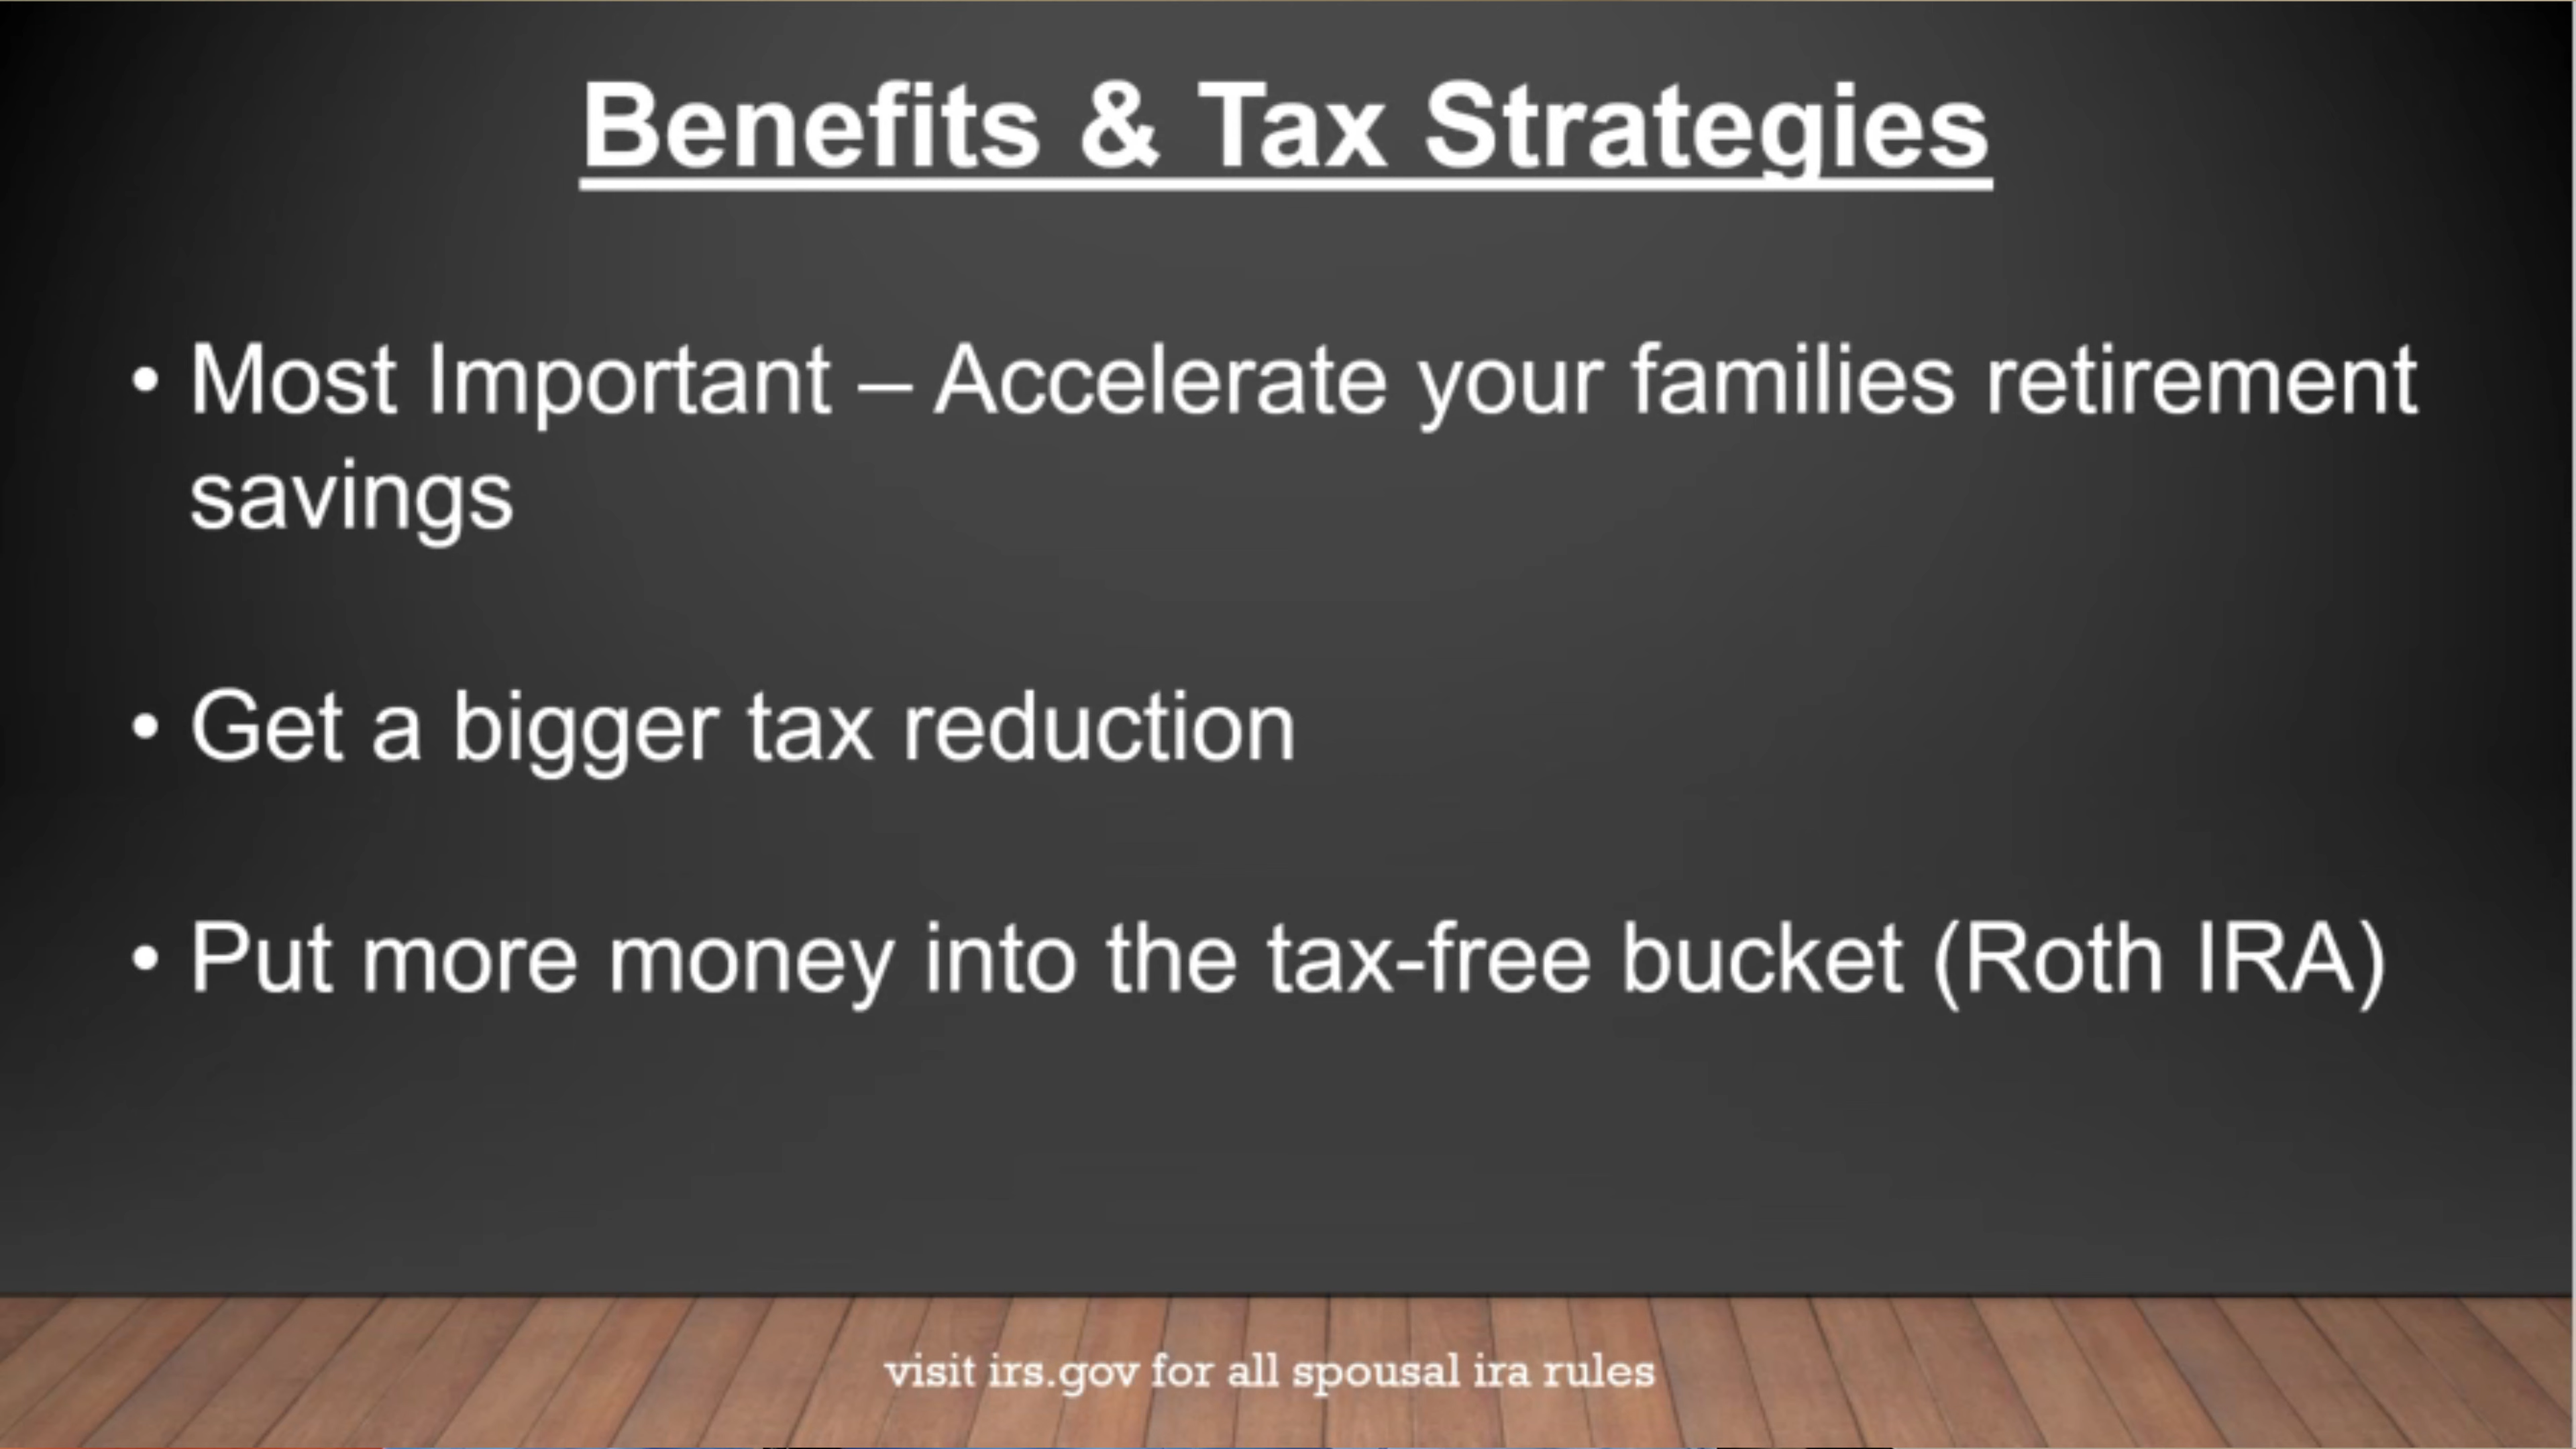 Benefits & Tax Strategies
• Most Important – Accelerate your families retirement
savings
• Get a bigger tax reduction
• Put more money into the tax-free bucket (Roth IRA)
visit irs.gov for all spousal ira rules